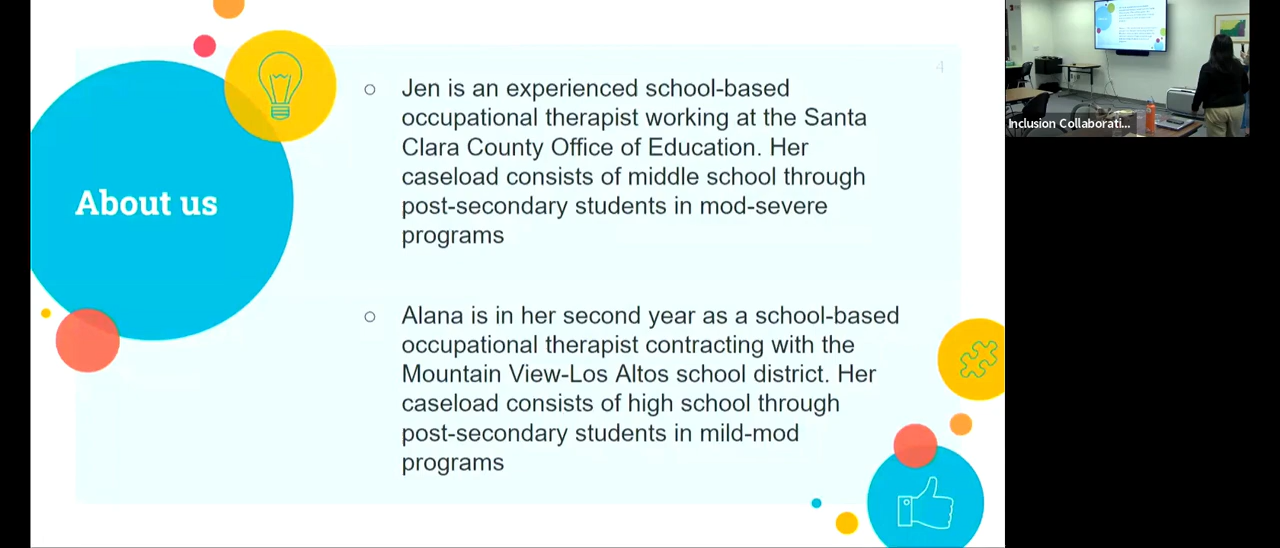 About us
4
○ Jen is an experienced school-based
occupational therapist working at the Santa
Clara County Office of Education. Her
caseload consists of middle school through
post-secondary students in mod-severe
programs
○ Alana is in her second year as a school-based
occupational therapist contracting with the
Mountain View-Los Altos school district. Her
caseload consists of high school through
post-secondary students in mild-mod
programs
Inclusion Collaborati...